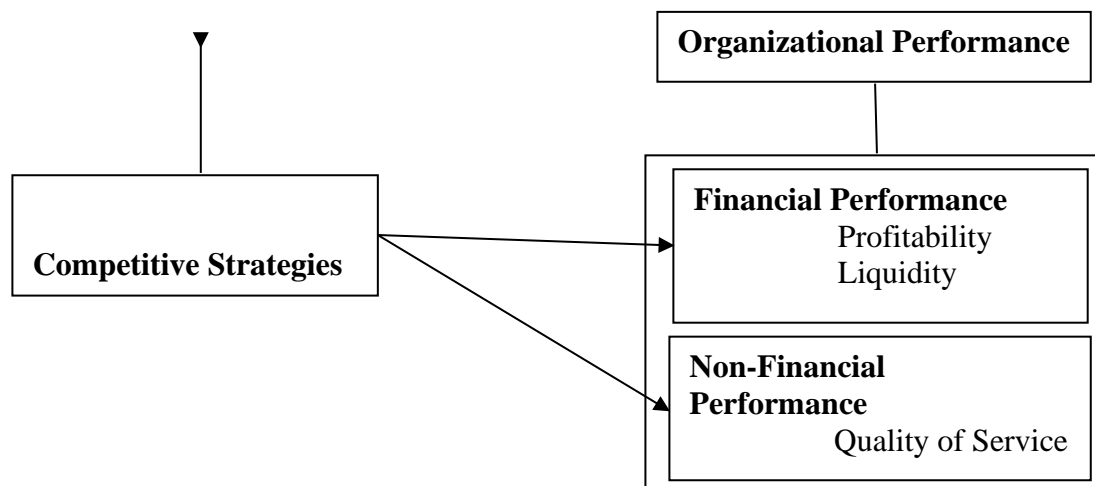 Organizational Performance
Competitive Strategies
Financial Performance
Profitability
Liquidity
Non-Financial
Performance
Quality of Service